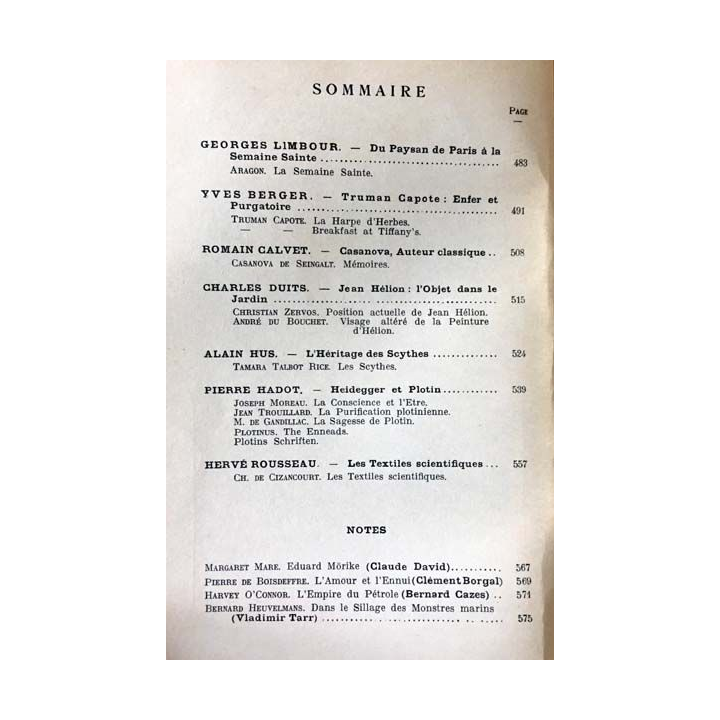 SOMMAIRE
PAGE
GEORGES LIMBOUR. — Du Paysan de Paris á la
Semaine Sainte ........................................ 483
ARAGON. La Semaine Sainte.
YVES BERGER. — Truman Capote : Enfer et
Purgatoire ............................................ 491
TRUMAN CAPOTE. La Harpe d'Herbes.
— — Breakfast at Tiffany's.
ROMAIN CALVET. — Casanova, Auteur classique .. 508
CASANOVA DE SEINGALT. Mémoires.
CHARLES DUITS. — Jean Hélion : l'Objet dans le
Jardin ................................................ 515
CHRISTIAN ZERVOS. Position actuelle de Jean Hélion.
ANDRÉ DU BOUCHET. Visage altéré de la Peinture
d'Hélion.
ALAIN HUS. — L'Héritage des Scythes .............. 524
TAMARA TALBOT RICE. Les Scythes.
PIERRE HADOT. — Heidegger et Plotin............ 539
JOSEPH MOREAU. La Conscience et l'Etre.
JEAN TROUILLARD. La Purification plotinienne.
M. DE GANDILLAC. La Sagesse de Plotin.
PLOTINUS. The Enneads.
Plotins Schriften.
HERVÉ ROUSSEAU. — Les Textiles scientifiques ... 557
CH. DE CIZANCOURT. Les Textiles scientifiques.
NOTES
MARGARET MARE. Eduard Mörike (Claude David).......... 567
PIERRE DE BOISDEFFRE. L'Amour et l'Ennui (Clément Borgal) 569
HARVEY O'CONNOR. L'Empire du Pétrole (Bernard Cazes) .. 571
BERNARD HEUVELMANS. Dans le Sillage des Monstres marins
(Vladimir Tarr) .................................. 575